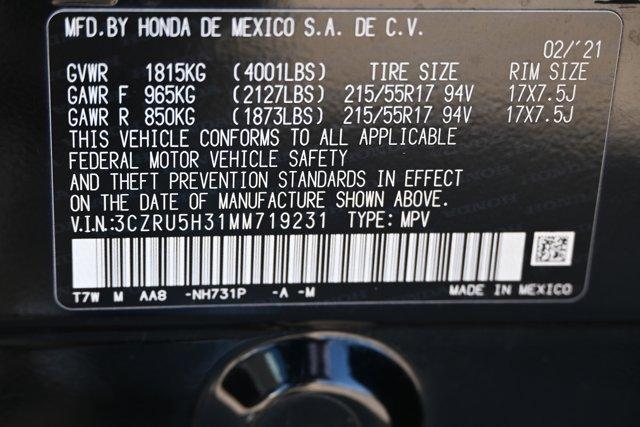 MFD.BY HONDA DE MEXICO S.A. DE C.V.
02/'21
GVWR 1815KG (4001LBS) TIRE SIZE RIM SIZE
GAWR F 965KG (2127LBS) 215/55R17 94V 17X7.5J
GAWR R 850KG (1873LBS) 215/55R17 94V 17X7.5J
THIS VEHICLE CONFORMS TO ALL APPLICABLE
FEDERAL MOTOR VEHICLE SAFETY
AND THEFT PREVENTION STANDARDS IN EFFECT
ON THE DATE OF MANUFACTURE SHOWN ABOVE.
V.I.N:3CZRU5H31MM719231 TYPE:MPV
T7W M AA8 -NH731P -A -M MADE IN MEXICO